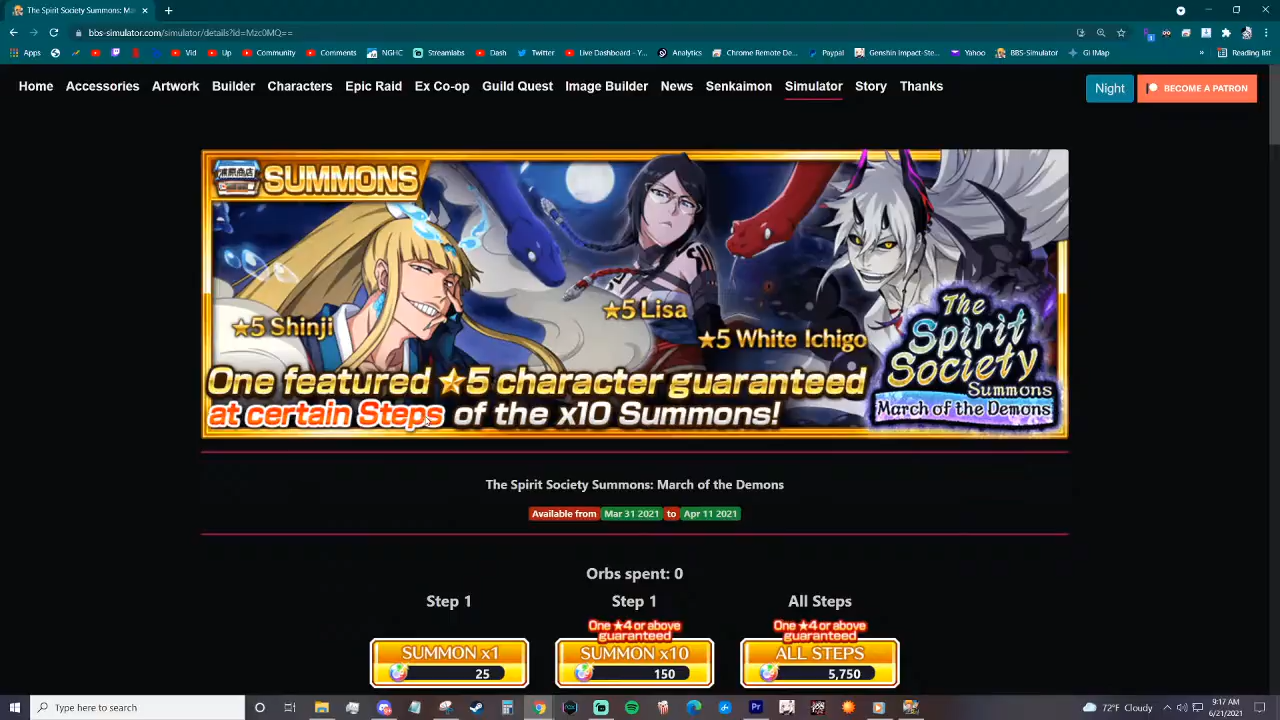 The Spirit Society Summons: Ma
bbs-simulator.com/simulator/details?id=Mzc0MQ==
Apps
Vid
Up
Community
Comments
NGHC
Streamlabs
Dash
Twitter
Live Dashboard - Y...
Analytics
Chrome Remote De...
Paypal
Genshin Impact-Ste...
Yahoo
BBS-Simulator
GI IMap
»
Reading list
Home
Accessories
Artwork
Builder
Characters
Epic Raid
Ex Co-op
Guild Quest
Image Builder
News
Senkaimon
Simulator
Story
Thanks
Night
BECOME A PATRON
浦原商店
SUMMONS
★5 Shinji
★5 Lisa
★5 White Ichigo
One featured ★5 character guaranteed
at certain Steps of the x10 Summons!
The
Spirit
Society
Summons
March of the Demons
The Spirit Society Summons: March of the Demons
Available from Mar 31 2021 to Apr 11 2021
Orbs spent: 0
Step 1
SUMMON x1
25
Step 1
One ★4 or above
guaranteed
SUMMON x10
150
All Steps
One ★4 or above
guaranteed
ALL STEPS
5,750
Type here to search
72°F Cloudy
9:17 AM
6/21/2021